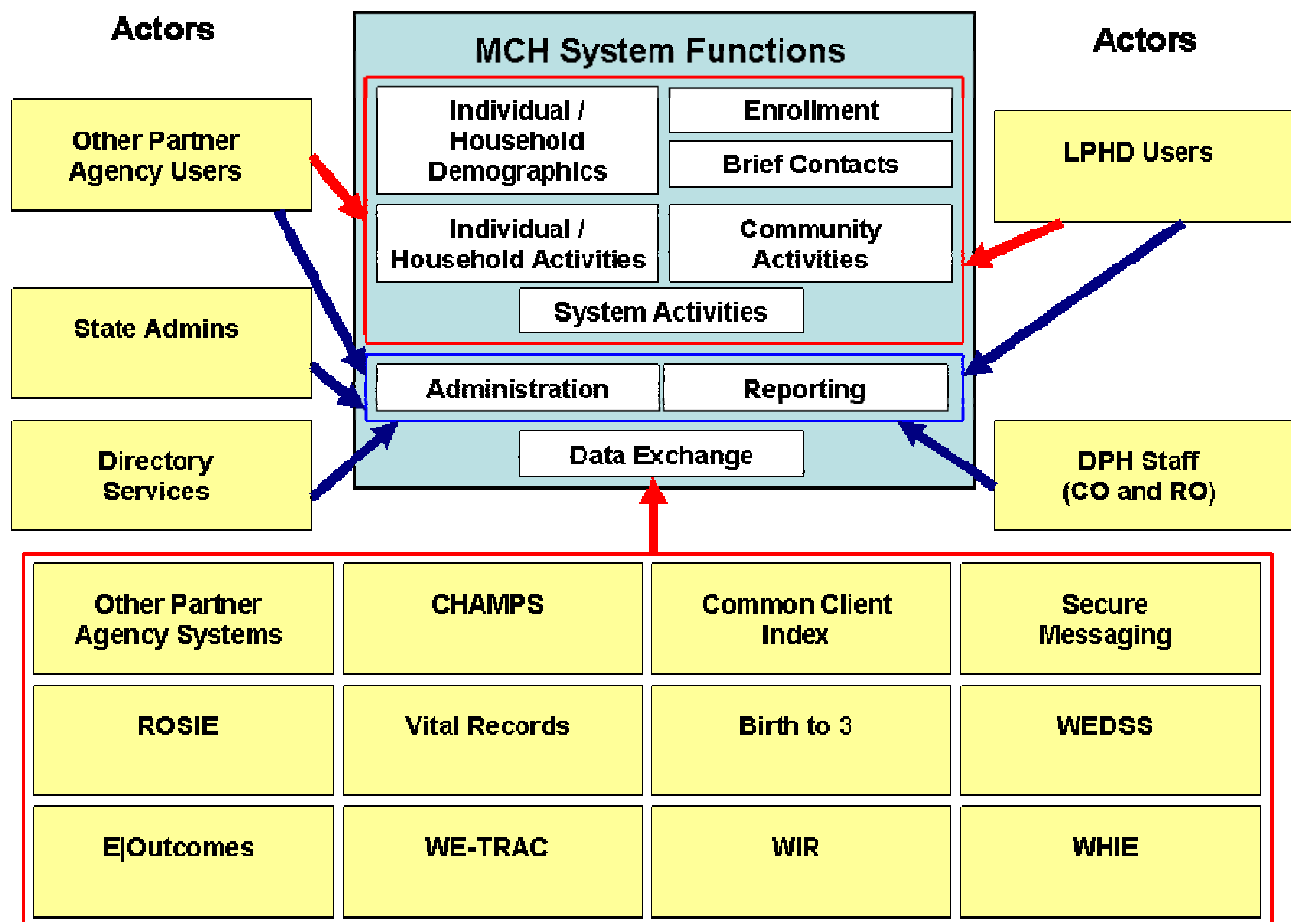 Actors
MCH System Functions
Actors
Other Partner
Agency Users
State Admins
Directory
Services
Individual /
Household
Demographics
Enrollment
Brief Contacts
Individual /
Household Activities
Community
Activities
System Activities
Administration
Reporting
Data Exchange
LPHD Users
DPH Staff
(CO and RO)
Other Partner
Agency Systems
CHAMPS
Common Client
Index
Secure
Messaging
ROSIE
Vital Records
Birth to 3
WEDSS
E|Outcomes
WE-TRAC
WIR
WHIE